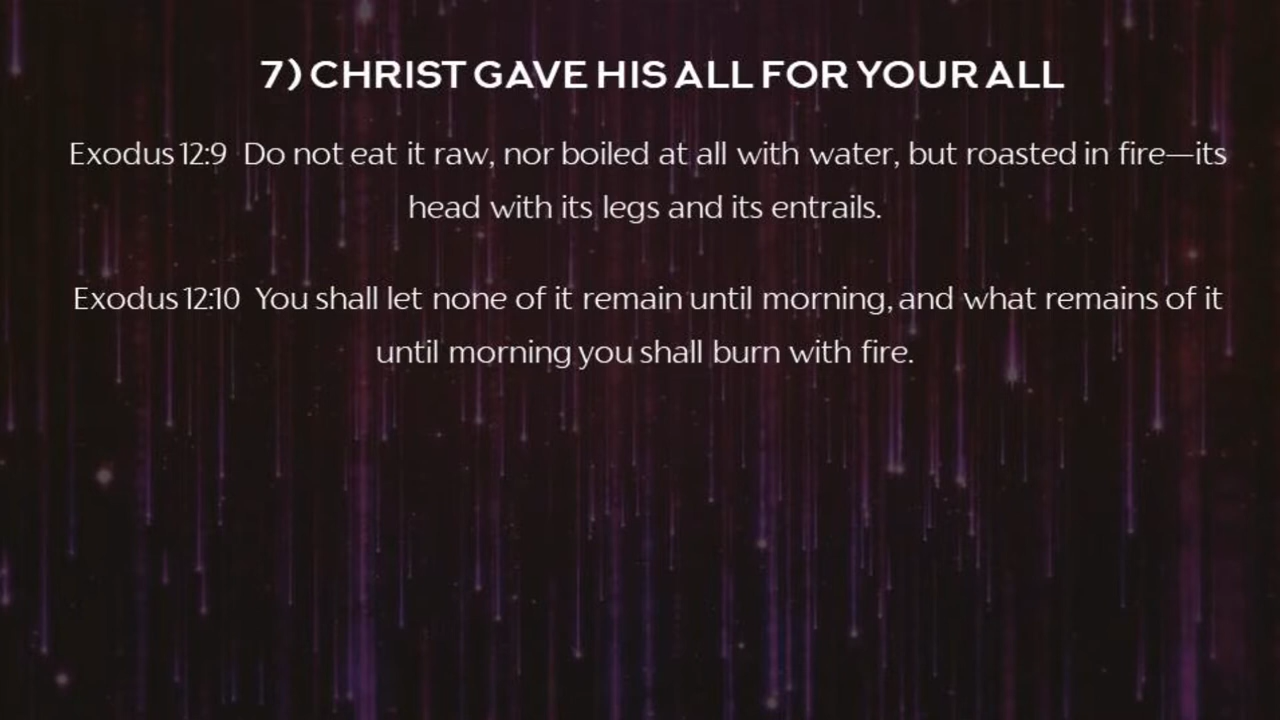 7) CHRIST GAVE HIS ALL FOR YOUR ALL
Exodus 12:9 Do not eat it raw, nor boiled at all with water, but roasted in fire—its
head with its legs and its entrails.
Exodus 12:10 You shall let none of it remain until morning, and what remains of it
until morning you shall burn with fire.